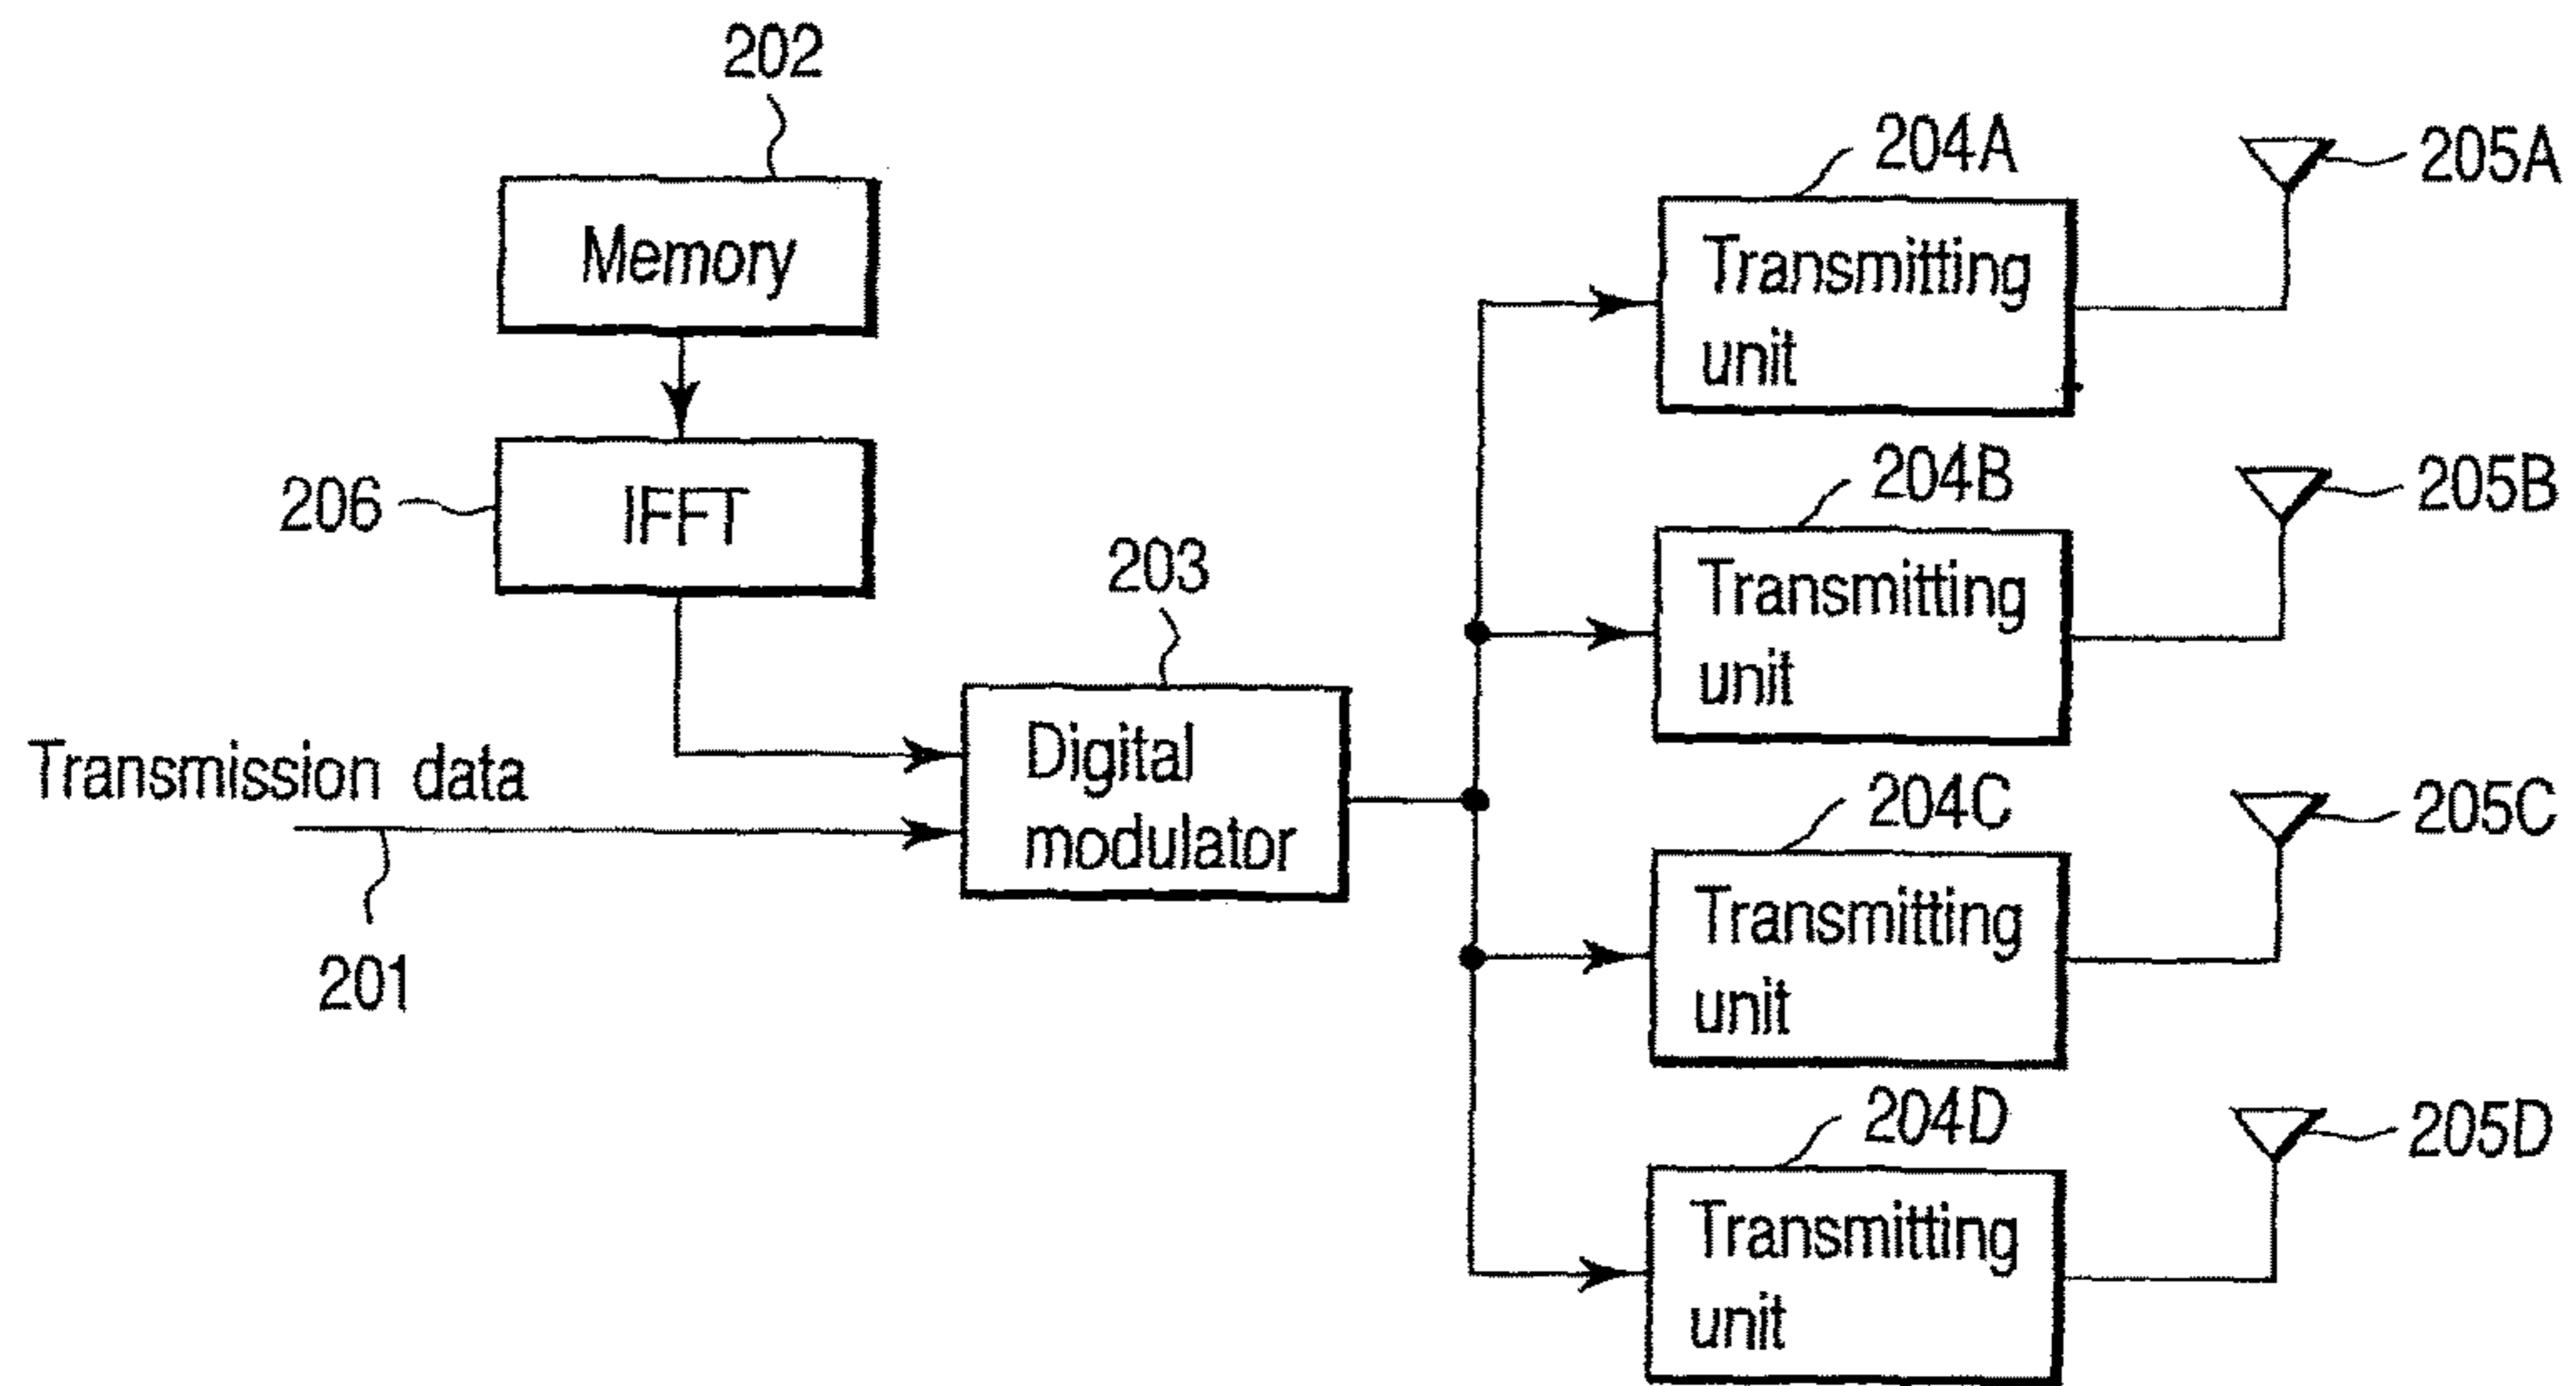 202
Memory
206
IFFT
Transmission data
201
203
Digital
modulator
204A
Transmitting
unit
205A
204B
Transmitting
unit
205B
204C
Transmitting
unit
205C
204D
Transmitting
unit
205D